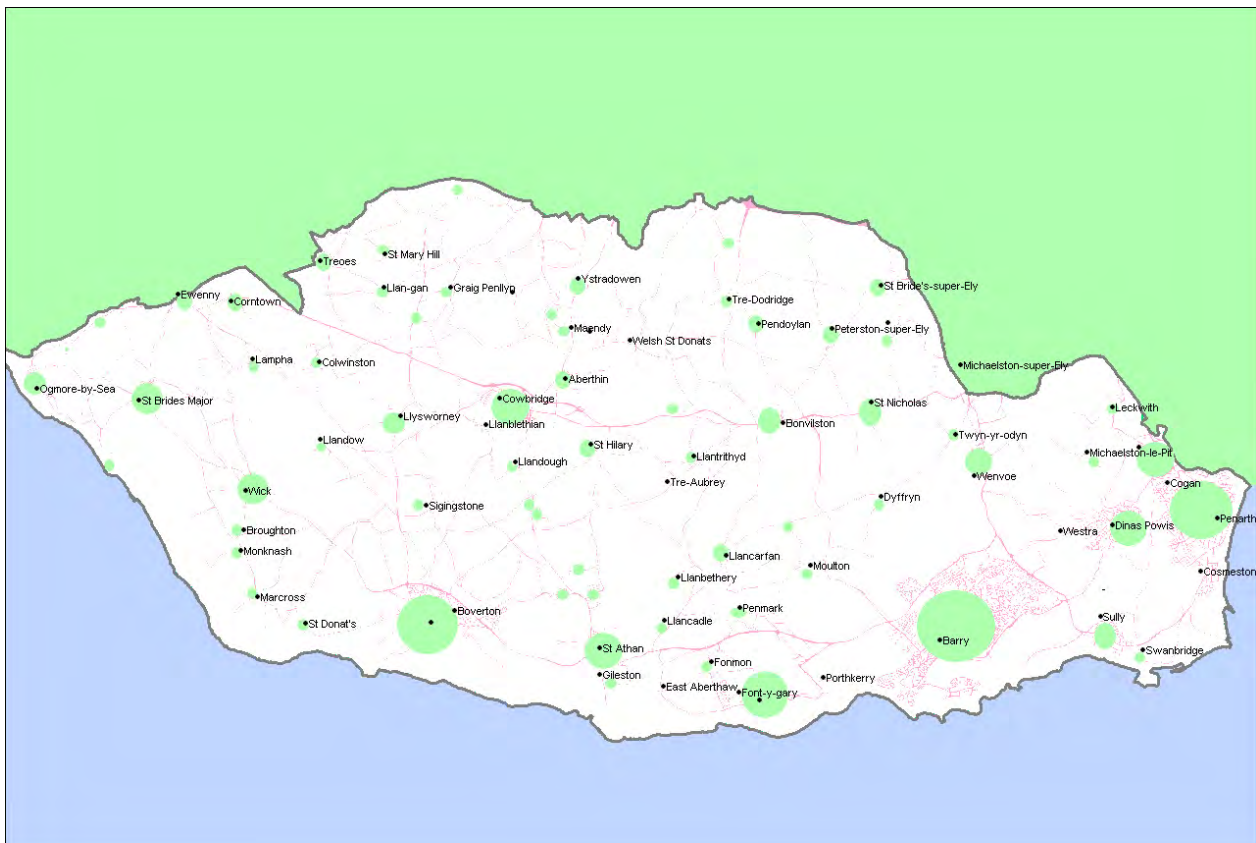 St Mary Hill
Treoes
Ystradowen
St Bride's-super-Ely
Llan-gan
Graig Penllyn
Ewenny
Corntown
Tre-Dodridge
Pendoylan
Maendy
Peterston-super-Ely
Welsh St Donats
Lampha
Colwinston
Michaelston-super-Ely
Aberthin
Ogmore-by-Sea
St Brides Major
Cowbridge
St Nicholas
Leckwith
Llysworney
Llanblethian
Bonvilston
Twyn-yr-odyn
Llandow
St Hilary
Michaelston-le-Pit
Llantrithyd
Llandough
Wenvoe
Tre-Aubrey
Cogan
Wick
Dyffryn
Sigingstone
Penarth
Dinas Powis
Broughton
Westra
Monknash
Llancarfan
Moulton
Cosmeston
Llanbethery
Marcross
Boverton
Penmark
Sully
St Donat's
Llancadle
Barry
St Athan
Swanbridge
Fonmon
Gileston
Porthkerry
East Aberthaw
Font-y-gary